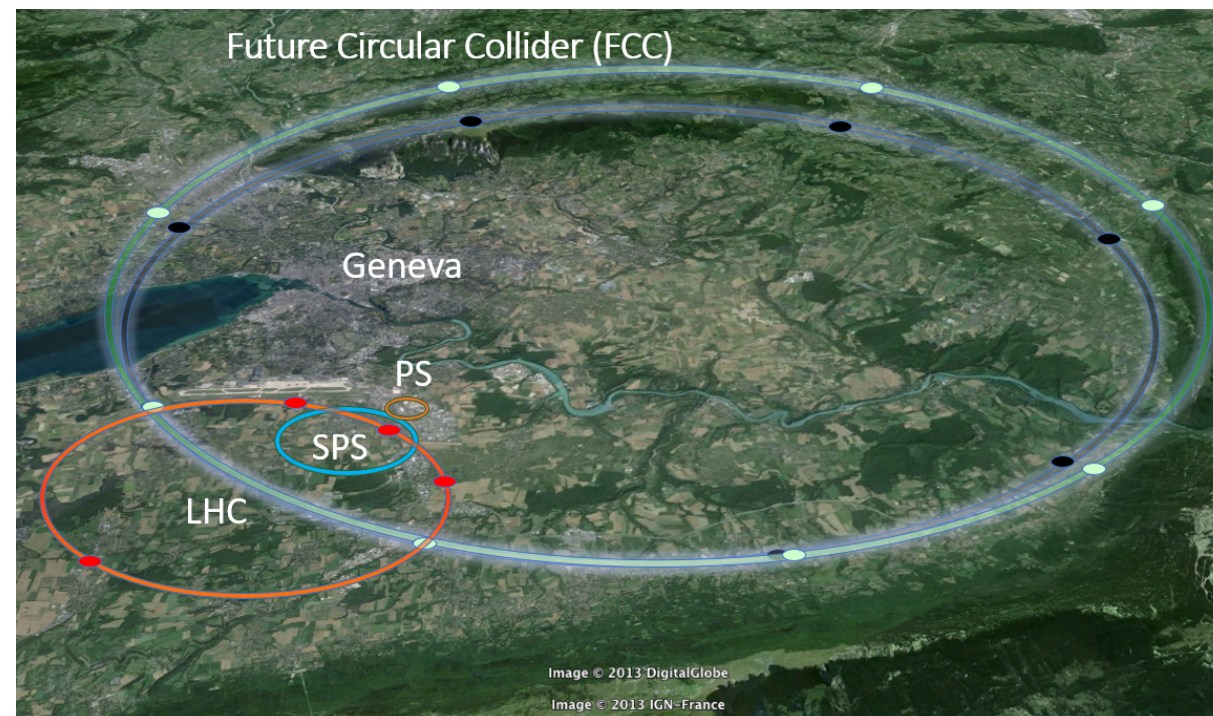 Future Circular Collider (FCC)
Geneva
PS
SPS
LHC
Image © 2013 DigitalGlobe
Image © 2013 IGN-France